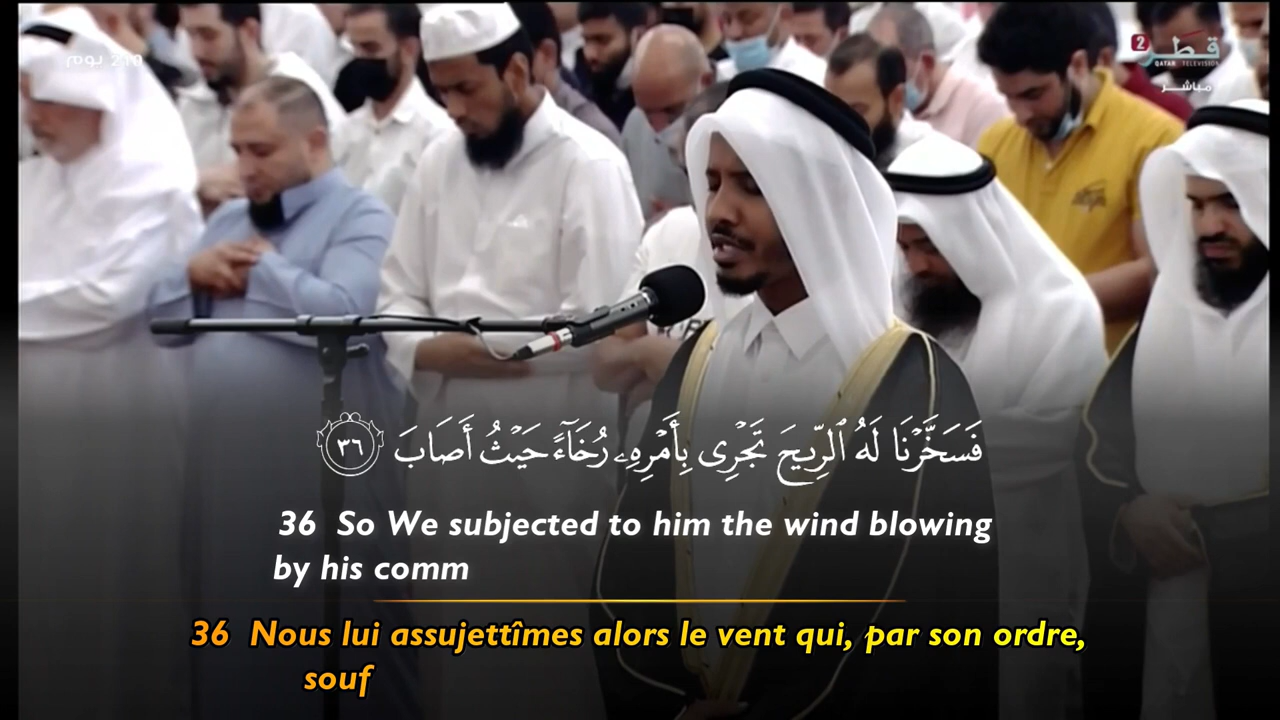 قطر 2
QATAR TELEVISION
مباشر
فَسَخَّرْنَا لَهُ ٱلرِّيحَ تَجْرِى بِأَمْرِهِۦ رُخَآءً حَيْثُ أَصَابَ ٣٦
36 So We subjected to him the wind blowing
by his comm
36 Nous lui assujettîmes alors le vent qui, par son ordre,
souf